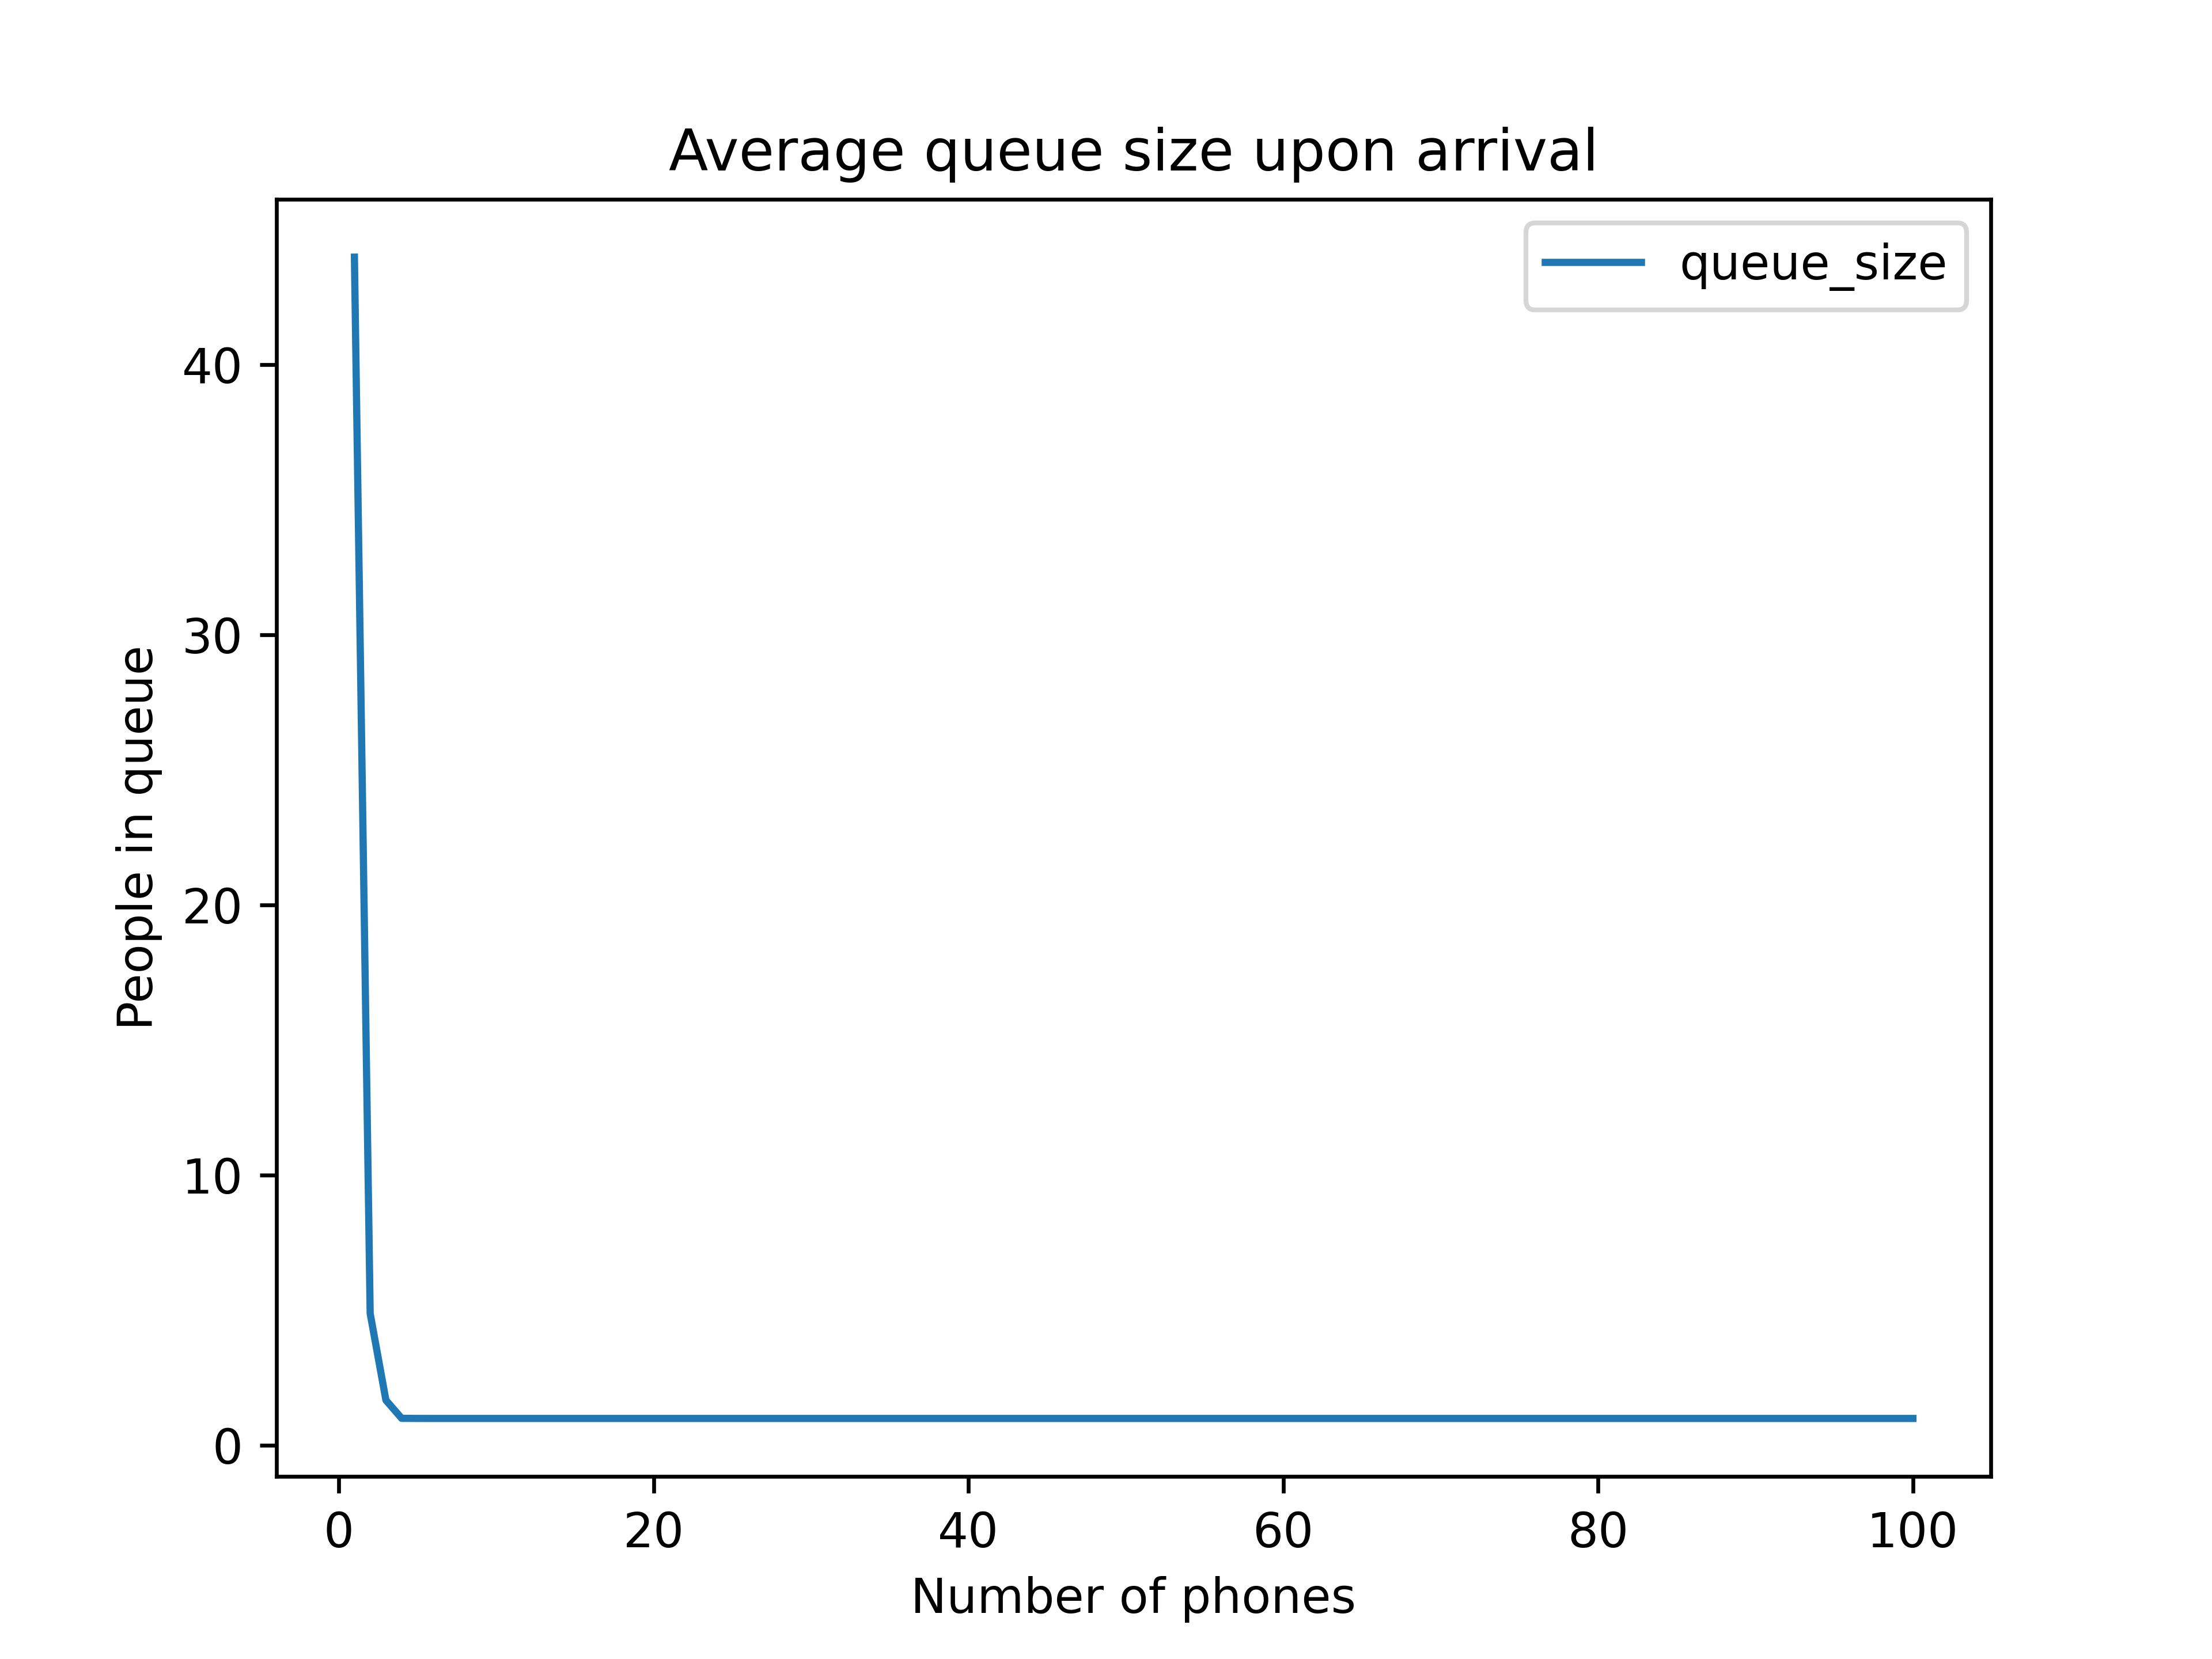 Average queue size upon arrival
queue_size
People in queue
40
30
20
10
0
0 20 40 60 80 100
Number of phones